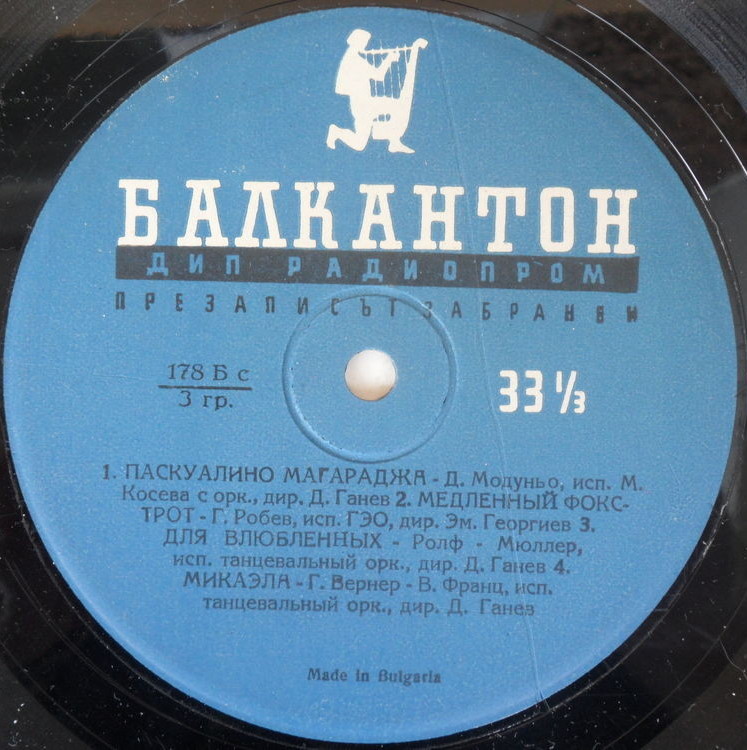 БАЛКАНТОН
ДИП РАДИОПРОМ
ПРЕЗАПИСЪТ ЗАБРАНЕН
178 Б с
3 гр.
33 1/3
1. ПАСКУАЛИНО МАГАРАДЖА - Д. Модуньо, исп. М.
Косева с орк., дир. Д. Ганев 2. МЕДЛЕННЫЙ ФОКС-
ТРОТ - Г. Робев, исп. ГЭО, дир. Эм. Георгиев 3.
ДЛЯ ВЛЮБЛЕННЫХ - Ролф - Мюллер,
исп. танцевальный орк., дир. Д. Ганев 4.
МИКАЭЛА - Г. Вернер - В. Франц, исп.
танцевальный орк., дир. Д. Ганев
Made in Bulgaria